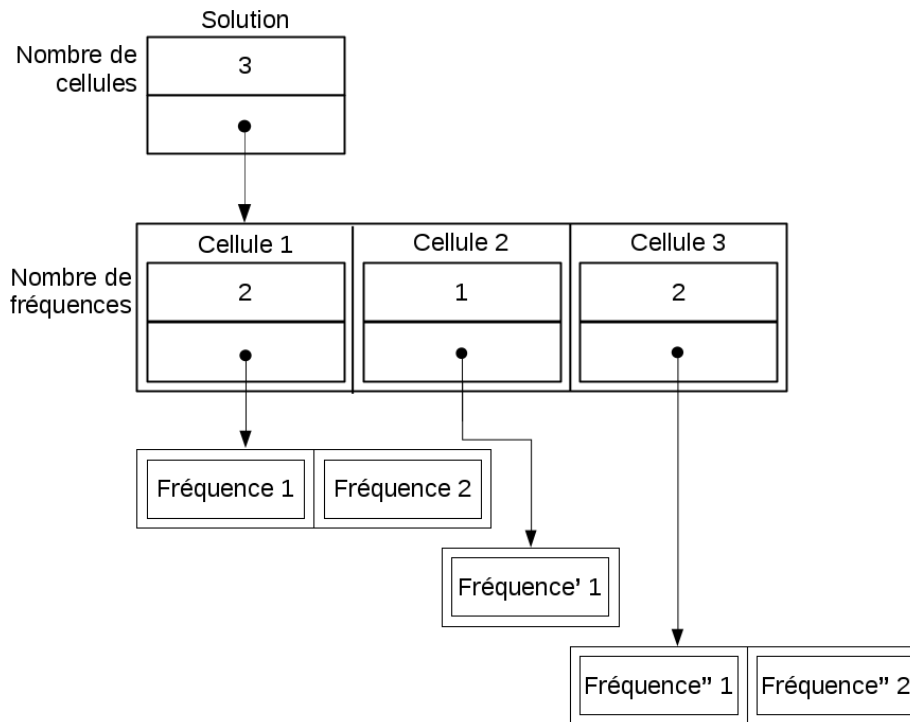 Solution
Nombre de
cellules
3
Cellule 1
Cellule 2
Cellule 3
Nombre de
fréquences
2
1
2
Fréquence 1
Fréquence 2
Fréquence’ 1
Fréquence” 1
Fréquence” 2